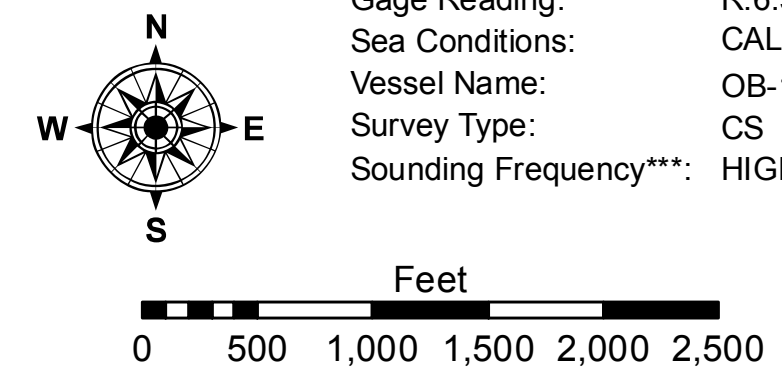 Gage Reading:
Sea Conditions:
Vessel Name:
Survey Type: CS
Sounding Frequency***:
N
W E
S
Feet
0 500 1,000 1,500 2,000 2,500